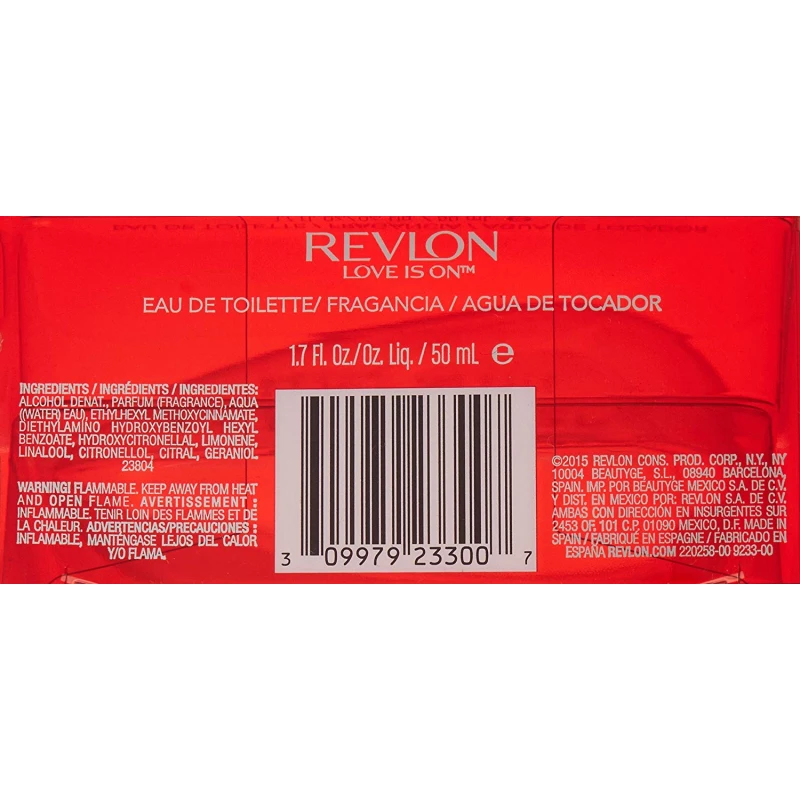 REVLON
LOVE IS ON™
EAU DE TOILETTE/ FRAGANCIA / AGUA DE TOCADOR
1.7 Fl. Oz./Oz. Liq. / 50 mL ℮
INGREDIENTS / INGRÉDIENTS / INGREDIENTES:
ALCOHOL DENAT., PARFUM (FRAGRANCE), AQUA
((WATER) EAU), ETHYLHEXYL METHOXYCINNAMATE,
DIETHYLAMINO HYDROXYBENZOYL HEXYL
BENZOATE, HYDROXYCITRONELLAL, LIMONENE,
LINALOOL, CITRONELLOL, CITRAL, GERANIOL
23804
WARNING! FLAMMABLE. KEEP AWAY FROM HEAT
AND OPEN FLAME. AVERTISSEMENT :
INFLAMMABLE. TENIR LOIN DES FLAMMES ET DE
LA CHALEUR. ADVERTENCIAS/PRECAUCIONES :
INFLAMABLE, MANTÉNGASE LEJOS DEL CALOR
Y/O FLAMA.
3 09979 23300 7
©2015 REVLON CONS. PROD. CORP., N.Y., NY
10004 BEAUTYGE, S.L., 08940 BARCELONA,
SPAIN. IMP. POR BEAUTYGE MEXICO S.A. DE C.V.
Y DIST. EN MEXICO POR: REVLON S.A. DE C.V.
AMBAS CON DIRECCIÓN EN INSURGENTES SUR
2453 OF. 101 C.P. 01090 MEXICO, D.F. MADE IN
SPAIN / FABRIQUÉ EN ESPAGNE / FABRICADO EN
ESPAÑA REVLON.COM 220258-00 9233-00